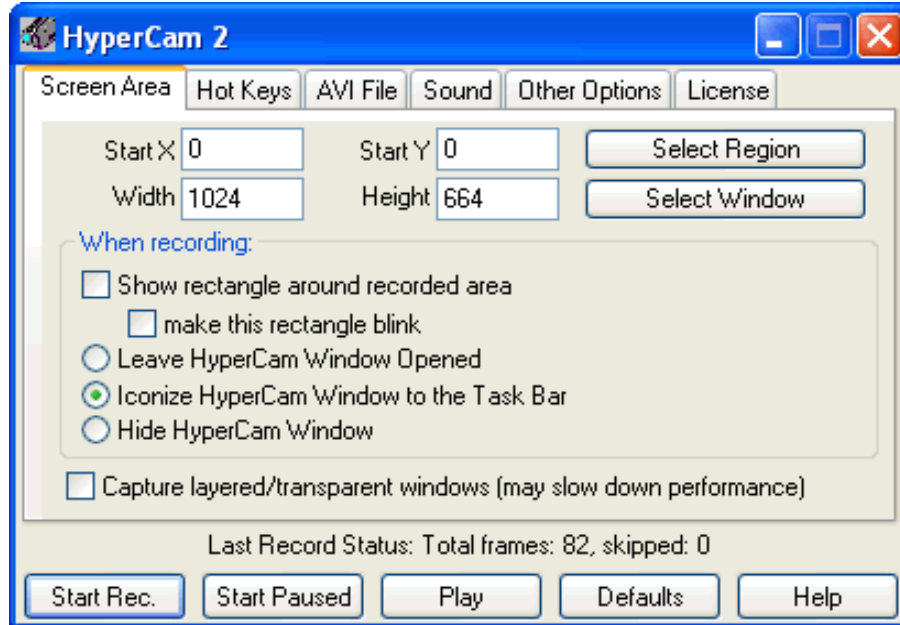 HyperCam 2
Screen Area Hot Keys AVI File Sound Other Options License
Start X 0 Start Y 0 Select Region
Width 1024 Height 664 Select Window
When recording:
Show rectangle around recorded area
make this rectangle blink
Leave HyperCam Window Opened
Iconize HyperCam Window to the Task Bar
Hide HyperCam Window
Capture layered/transparent windows (may slow down performance)
Last Record Status: Total frames: 82, skipped: 0
Start Rec. Start Paused Play Defaults Help